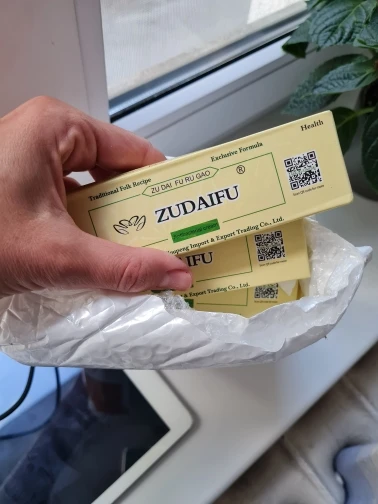 Traditional Folk Recipe
Exclusive Formula
Health
ZU DAI FU RU GAO
ZUDAIFU®
Import & Export Trading Co., Ltd.
IFU
& Export Trading Co., Ltd.